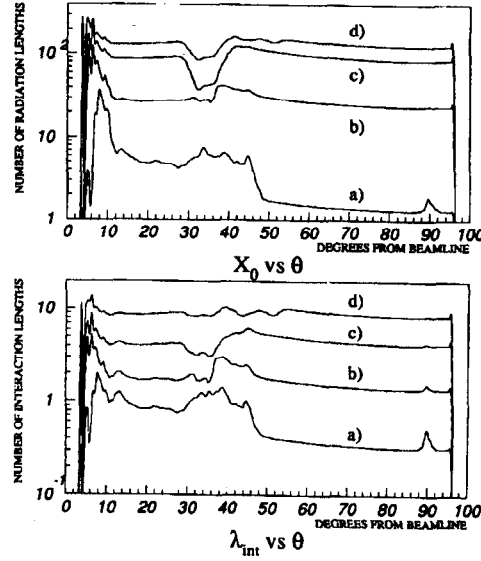 NUMBER OF RADIATION LENGTHS
10 2
10
1
d)
c)
b)
a)
0 10 20 30 40 50 60 70 80 90 100
DEGREES FROM BEAMLINE
X0 vs θ
NUMBER OF INTERACTION LENGTHS
10
1
10 -1
d)
c)
b)
a)
0 10 20 30 40 50 60 70 80 90 100
DEGREES FROM BEAMLINE
λint vs θ